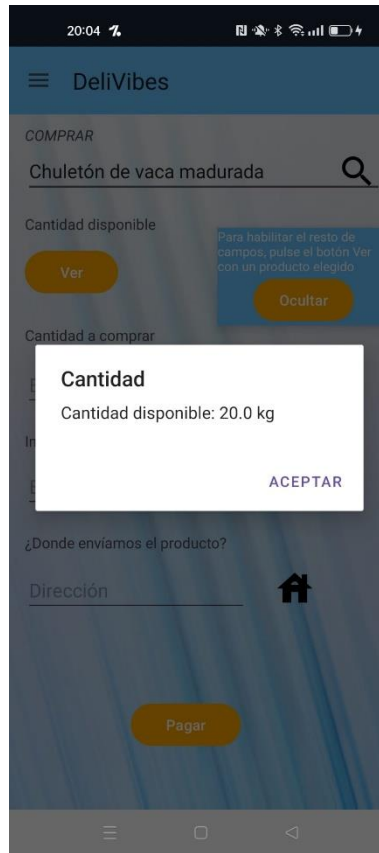 20:04
DeliVibes
COMPRAR
Chuletón de vaca madurada
Cantidad disponible
Para habilitar el resto de
campos, pulse el botón Ver
con un producto elegido
Ver
Ocultar
Cantidad a comprar
Cantidad
Cantidad disponible: 20.0 kg
In
ACEPTAR
¿Donde envíamos el producto?
Dirección
Pagar